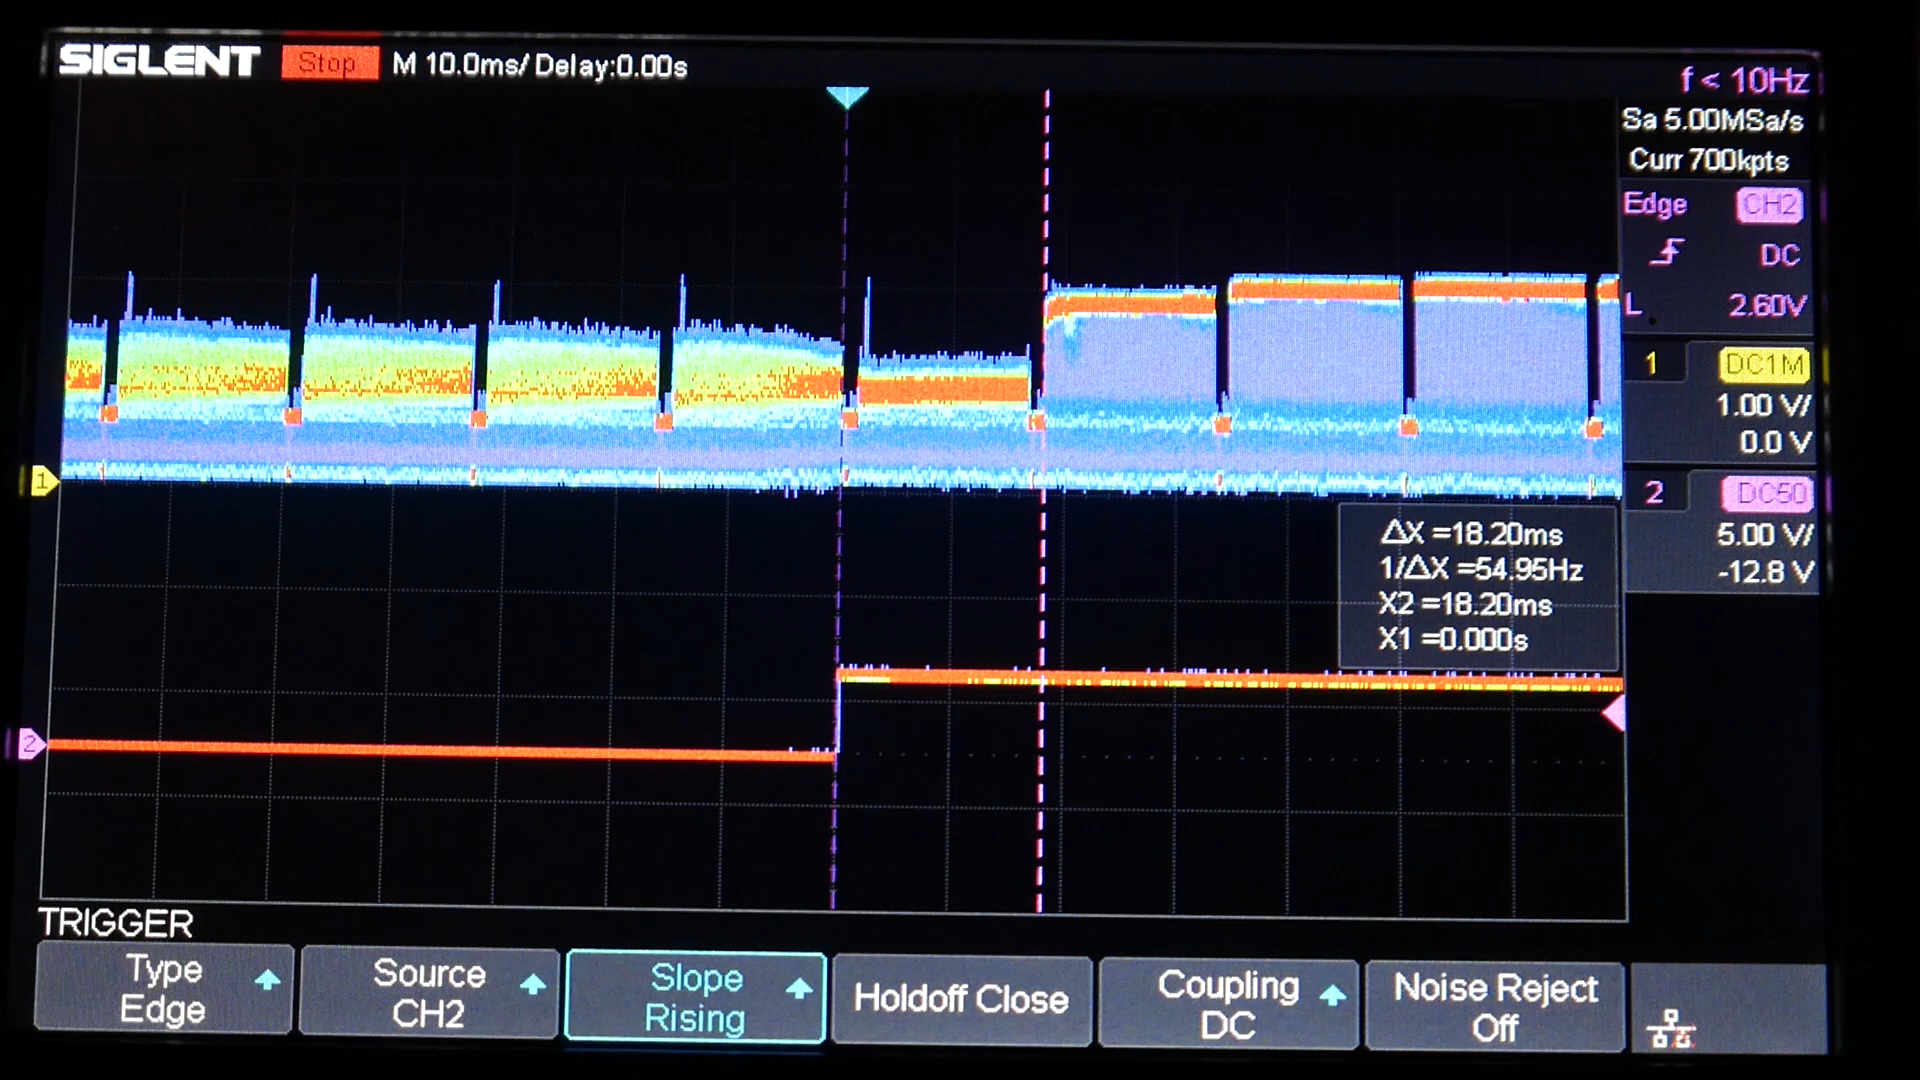 SIGLENT Stop M 10.0ms/ Delay:0.00s
f < 10Hz
Sa 5.00MSa/s
Curr 700kpts
Edge CH2
DC
L 2.60V
1 DC1M
1.00 V/
0.0 V
2 DC50
5.00 V/
-12.8 V
1
ΔX =18.20ms
1/ΔX =54.95Hz
X2 =18.20ms
X1 =0.000s
2
TRIGGER
Type
Edge
Source
CH2
Slope
Rising
Holdoff Close
Coupling
DC
Noise Reject
Off